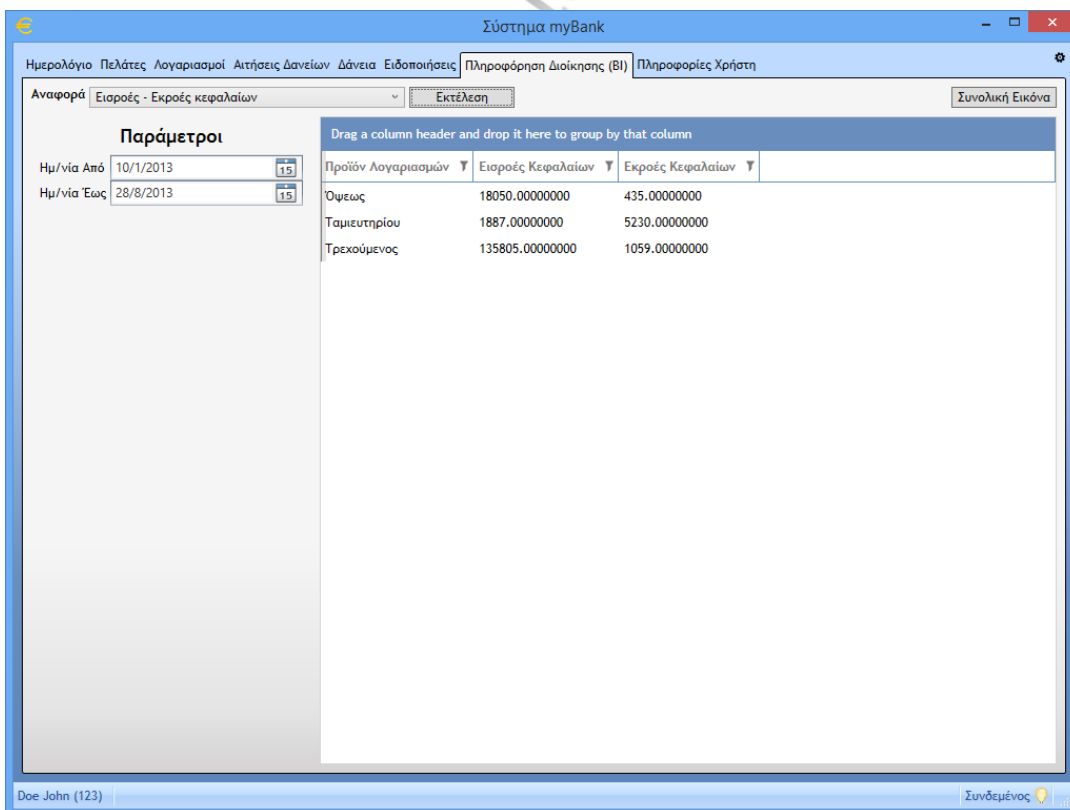 Σύστημα myBank
Ημερολόγιο Πελάτες Λογαριασμοί Αιτήσεις Δανείων Δάνεια Ειδοποιήσεις Πληροφόρηση Διοίκησης (BI) Πληροφορίες Χρήστη
Αναφορά Εισροές - Εκροές κεφαλαίων Εκτέλεση Συνολική Εικόνα
Παράμετροι
Ημ/νία Από 10/1/2013 15
Ημ/νία Έως 28/8/2013 15
Drag a column header and drop it here to group by that column
Προϊόν Λογαριασμών Εισροές Κεφαλαίων Εκροές Κεφαλαίων
Όψεως 18050.00000000 435.00000000
Ταμιευτηρίου 1887.00000000 5230.00000000
Τρεχούμενος 135805.00000000 1059.00000000
Doe John (123) Συνδεμένος